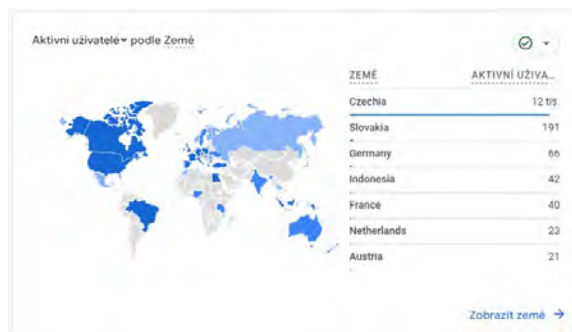 Aktivní uživatelé podle Země
ZEMĚ AKTIVNÍ UŽIVA...
Czechia 12 tis.
Slovakia 191
Germany 66
Indonesia 42
France 40
Netherlands 23
Austria 21
Zobrazit země →